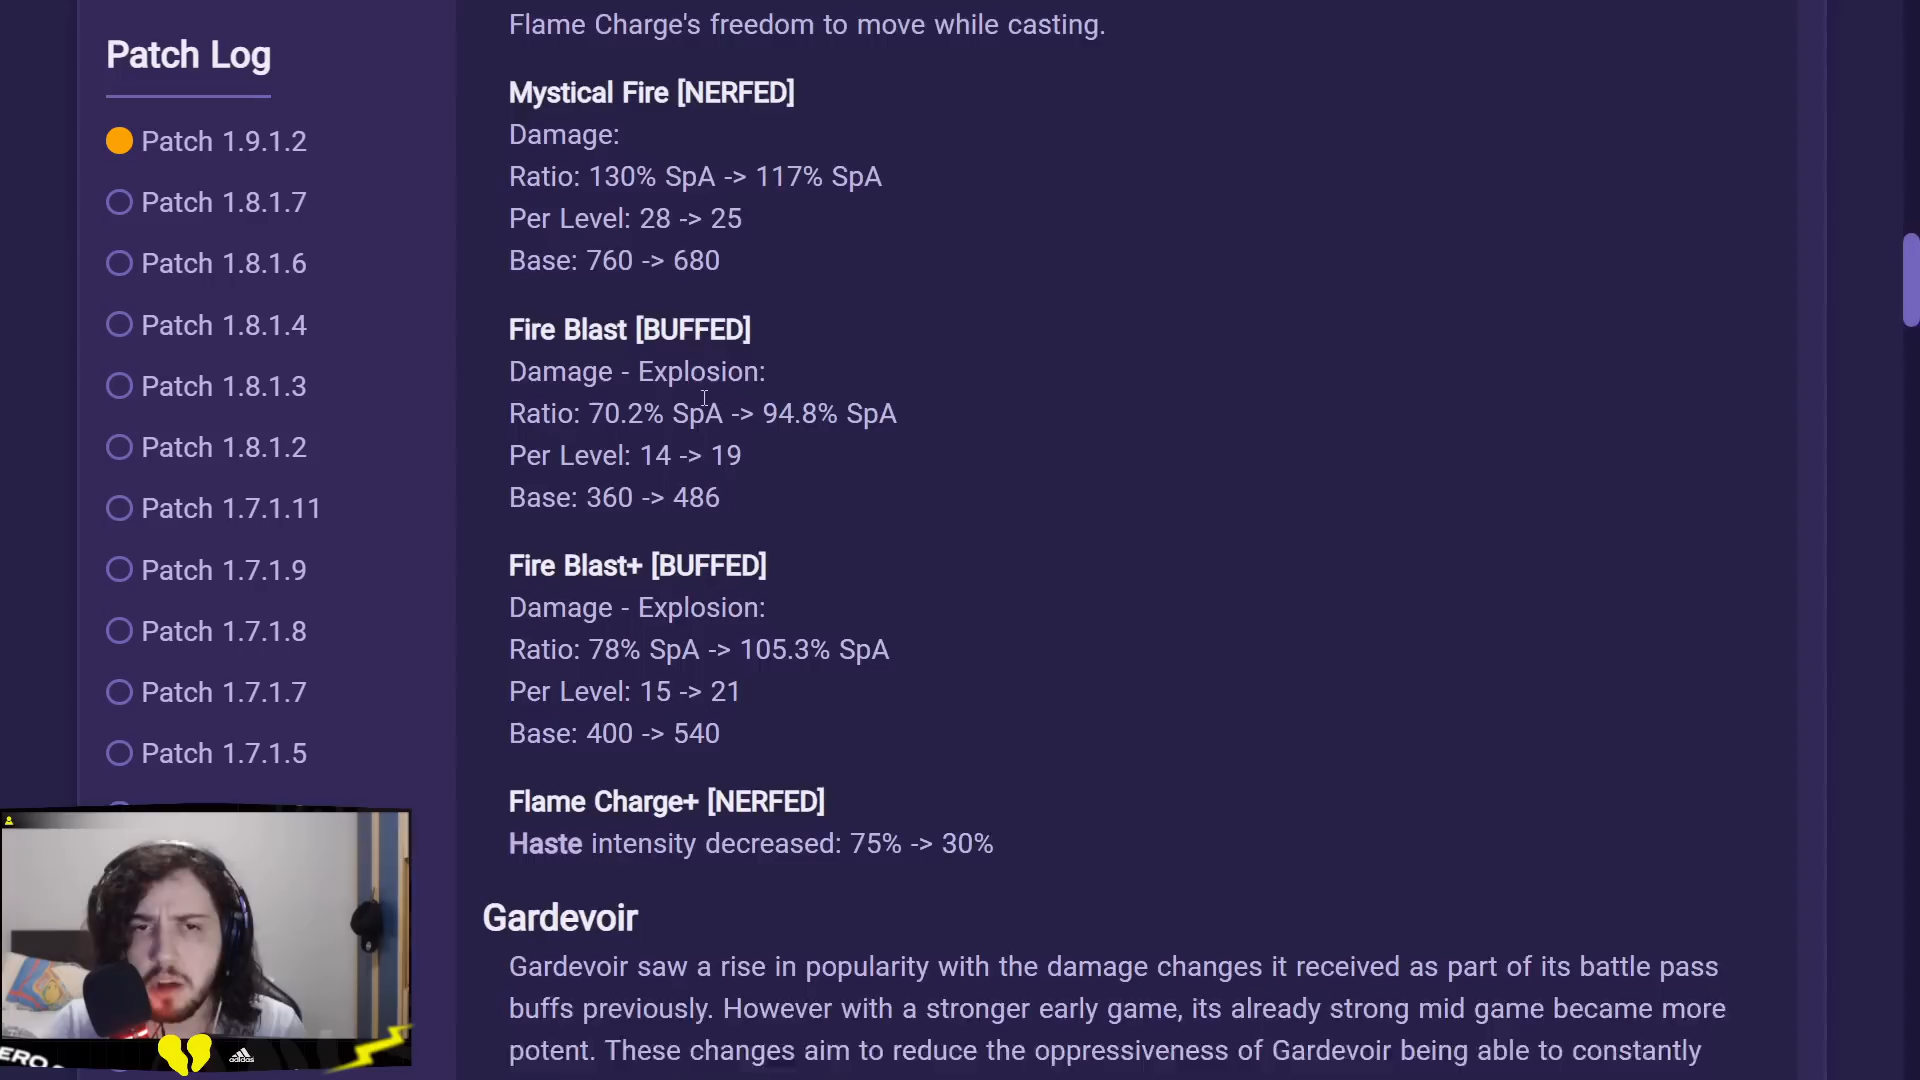 Patch Log
Patch 1.9.1.2
Patch 1.8.1.7
Patch 1.8.1.6
Patch 1.8.1.4
Patch 1.8.1.3
Patch 1.8.1.2
Patch 1.7.1.11
Patch 1.7.1.9
Patch 1.7.1.8
Patch 1.7.1.7
Patch 1.7.1.5
Flame Charge's freedom to move while casting.
Mystical Fire [NERFED]
Damage:
Ratio: 130% SpA -> 117% SpA
Per Level: 28 -> 25
Base: 760 -> 680
Fire Blast [BUFFED]
Damage - Explosion:
Ratio: 70.2% SpA -> 94.8% SpA
Per Level: 14 -> 19
Base: 360 -> 486
Fire Blast+ [BUFFED]
Damage - Explosion:
Ratio: 78% SpA -> 105.3% SpA
Per Level: 15 -> 21
Base: 400 -> 540
Flame Charge+ [NERFED]
Haste intensity decreased: 75% -> 30%
Gardevoir
Gardevoir saw a rise in popularity with the damage changes it received as part of its battle pass
buffs previously. However with a stronger early game, its already strong mid game became more
potent. These changes aim to reduce the oppressiveness of Gardevoir being able to constantly
adidas